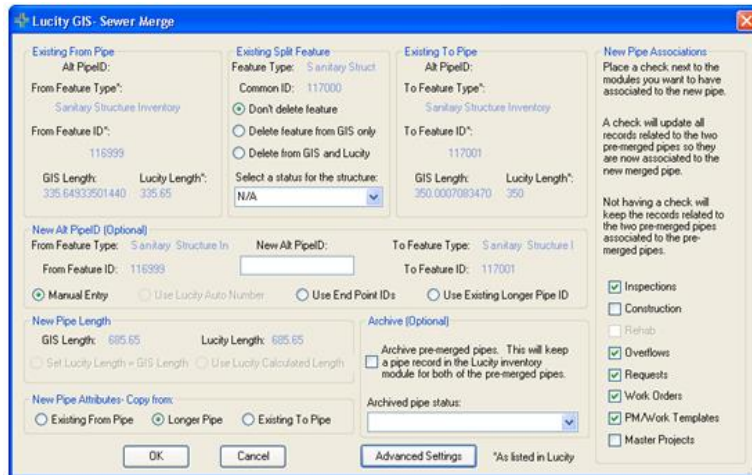 Lucity GIS- Sewer Merge
Existing From Pipe
Alt PipeID:
From Feature Type*:
Sanitary Structure Inventory
From Feature ID*:
116999
GIS Length: Lucity Length*:
335.64933501440 335.65
Existing Split Feature
Feature Type: Sanitary Struct
Common ID: 117000
Don't delete feature
Delete feature from GIS only
Delete from GIS and Lucity
Select a status for the structure:
N/A
Existing To Pipe
Alt PipeID:
To Feature Type*:
Sanitary Structure Inventory
To Feature ID*:
117001
GIS Length: Lucity Length*:
350.0007083470 350
New Alt PipeID (Optional)
From Feature Type: Sanitary Structure In New Alt PipeID: To Feature Type: Sanitary Structure I
From Feature ID: 116999 To Feature ID: 117001
Manual Entry Use Lucity Auto Number Use End Point IDs Use Existing Longer Pipe ID
New Pipe Length
GIS Length: 685.65 Lucity Length: 685.65
Set Lucity Length = GIS Length Use Lucity Calculated Length
New Pipe Attributes- Copy from:
Existing From Pipe Longer Pipe Existing To Pipe
Archive (Optional)
Archive pre-merged pipes. This will keep
a pipe record in the Lucity inventory
module for both of the pre-merged pipes.
Archived pipe status:
OK Cancel Advanced Settings *As listed in Lucity
New Pipe Associations
Place a check next to the
modules you want to have
associated to the new pipe.
A check will update all
records related to the two
pre-merged pipes so they
are now associated to the
new merged pipe.
Not having a check will
keep the records related to
the two pre-merged pipes
associated to the pre-
merged pipes.
Inspections
Construction
Rehab
Overflows
Requests
Work Orders
PM/Work Templates
Master Projects